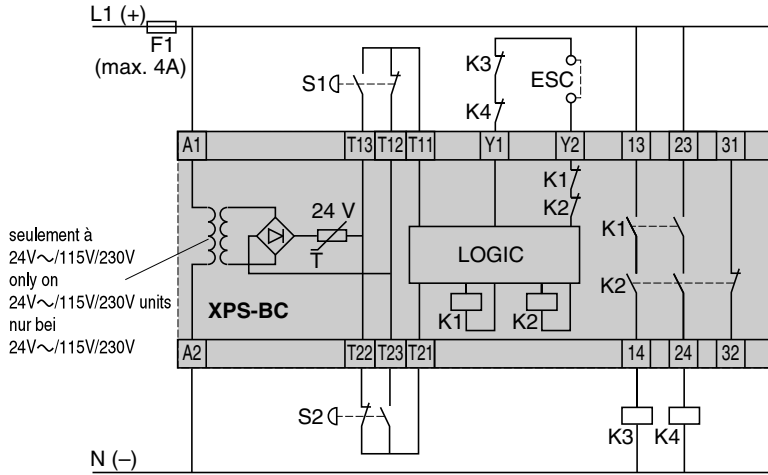 L1 (+)
F1
(max. 4A)
S1
K3
K4
ESC
A1 T13 T12 T11 Y1 Y2 13 23 31
K1
K2
24 V
T
LOGIC
K1
K2
K1
K2
XPS-BC
seulement à
24V～/115V/230V
only on
24V～/115V/230V units
nur bei
24V～/115V/230V
A2 T22 T23 T21 14 24 32
S2
K3 K4
N (–)